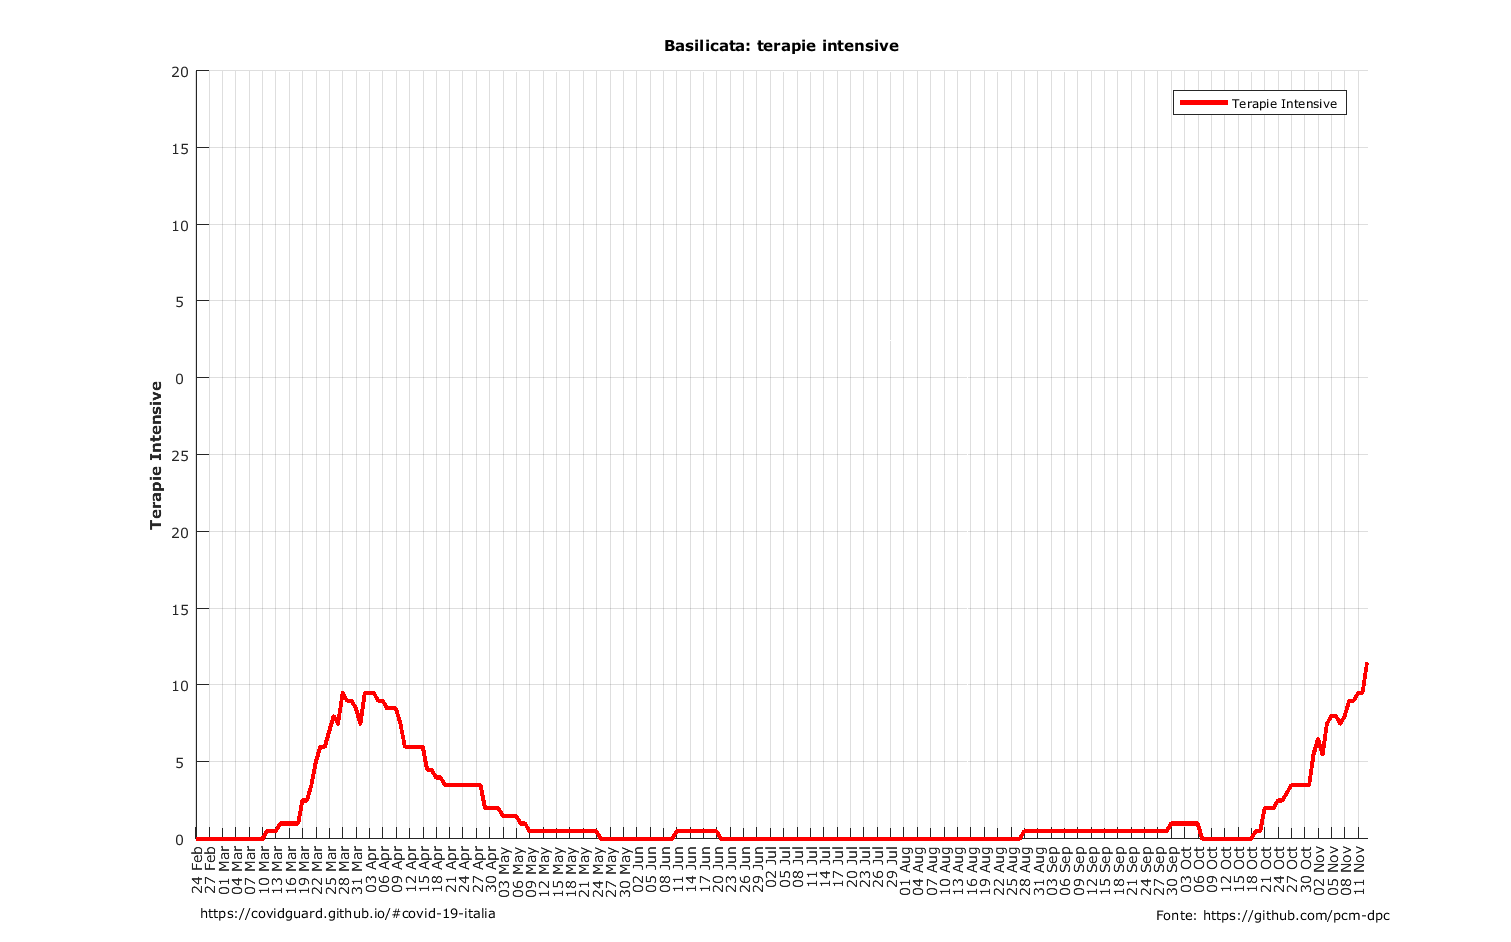 Basilicata: terapie intensive
Terapie Intensive
20
15
10
5
0
25
20
15
10
5
0
Terapie Intensive
24 Feb
27 Feb
01 Mar
04 Mar
07 Mar
10 Mar
13 Mar
16 Mar
19 Mar
22 Mar
25 Mar
28 Mar
31 Mar
03 Apr
06 Apr
09 Apr
12 Apr
15 Apr
18 Apr
21 Apr
24 Apr
27 Apr
30 Apr
03 May
06 May
09 May
12 May
15 May
18 May
21 May
24 May
27 May
30 May
02 Jun
05 Jun
08 Jun
11 Jun
14 Jun
17 Jun
20 Jun
23 Jun
26 Jun
29 Jun
02 Jul
05 Jul
08 Jul
11 Jul
14 Jul
17 Jul
20 Jul
23 Jul
26 Jul
29 Jul
01 Aug
04 Aug
07 Aug
10 Aug
13 Aug
16 Aug
19 Aug
22 Aug
25 Aug
28 Aug
31 Aug
03 Sep
06 Sep
09 Sep
12 Sep
15 Sep
18 Sep
21 Sep
24 Sep
27 Sep
30 Sep
03 Oct
06 Oct
09 Oct
12 Oct
15 Oct
18 Oct
21 Oct
24 Oct
27 Oct
30 Oct
02 Nov
05 Nov
08 Nov
11 Nov
https://covidguard.github.io/#covid-19-italia
Fonte: https://github.com/pcm-dpc